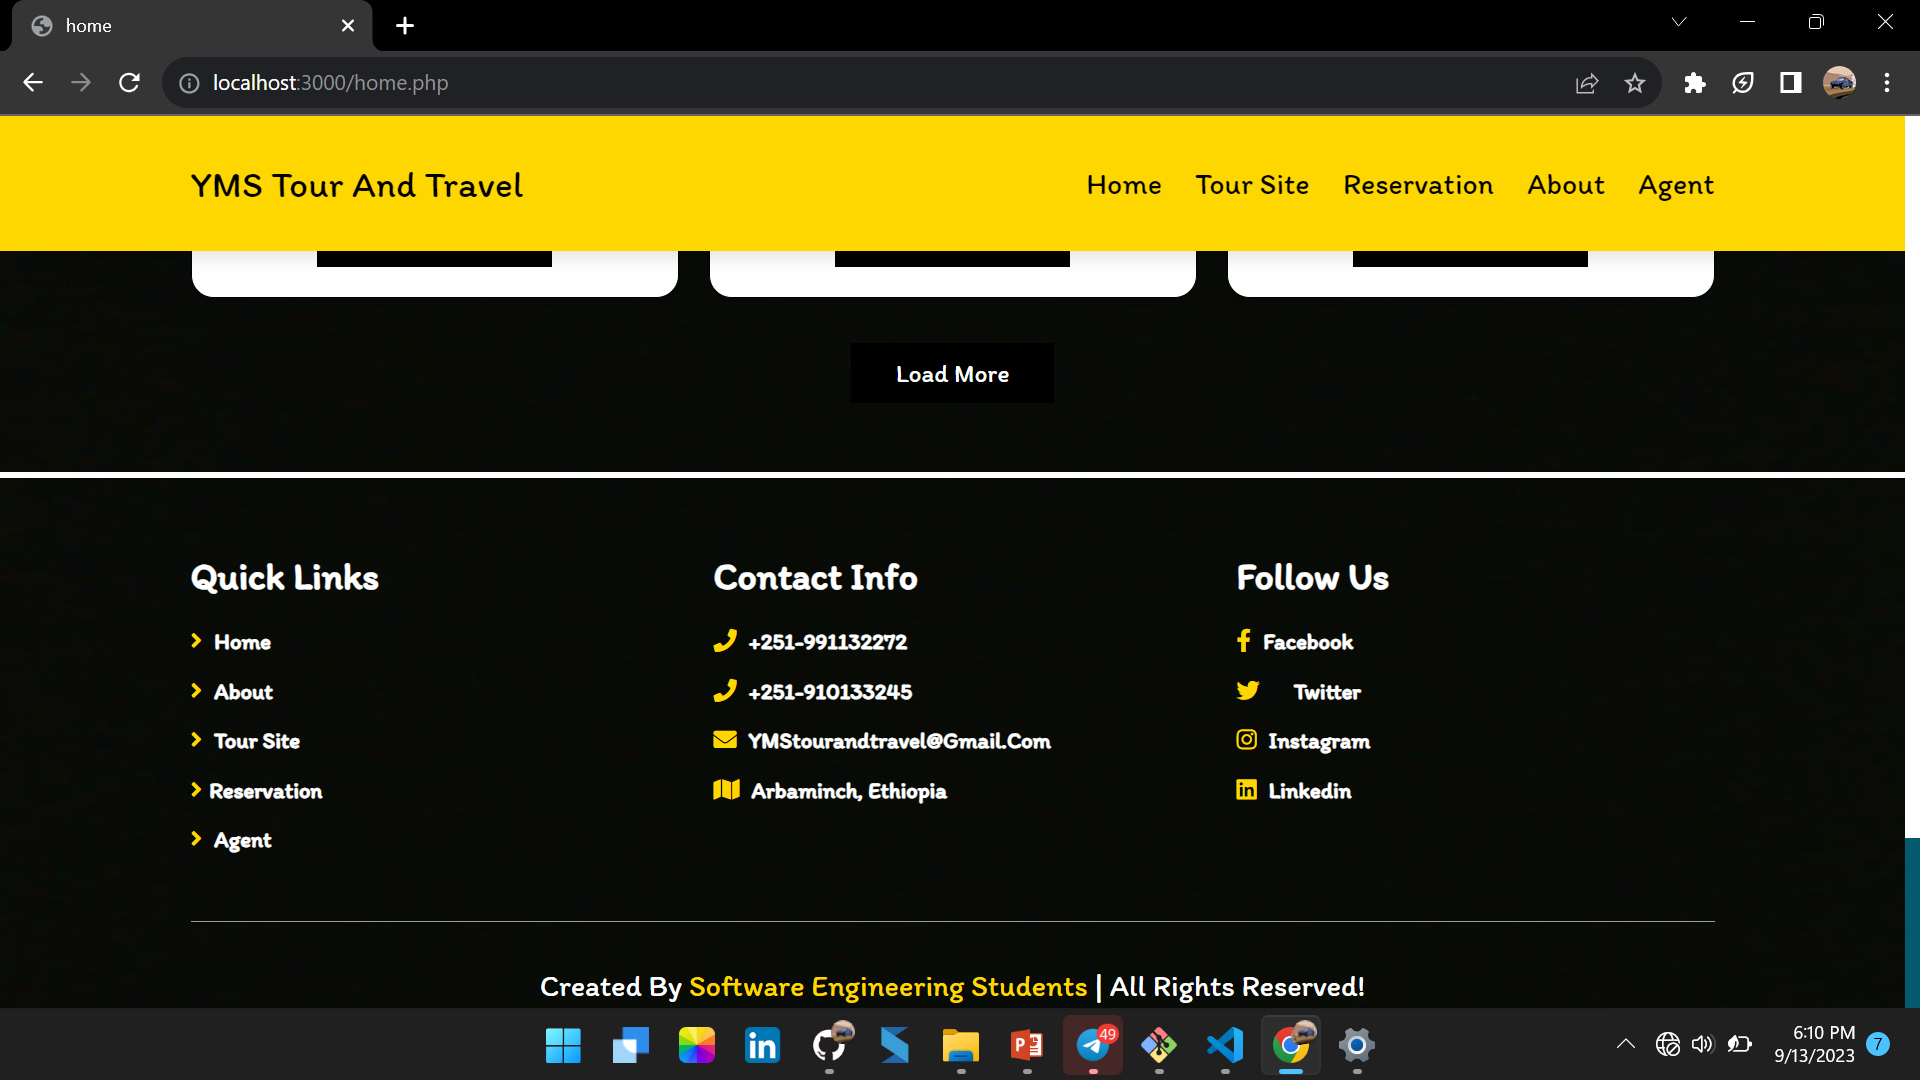 home
localhost:3000/home.php
YMS Tour And Travel
Home Tour Site Reservation About Agent
Load More
Quick Links
Home
About
Tour Site
Reservation
Agent
Contact Info
+251-991132272
+251-910133245
YMStourandtravel@Gmail.Com
Arbaminch, Ethiopia
Follow Us
Facebook
Twitter
Instagram
Linkedin
Created By Software Engineering Students | All Rights Reserved!
49
6:10 PM
9/13/2023
7